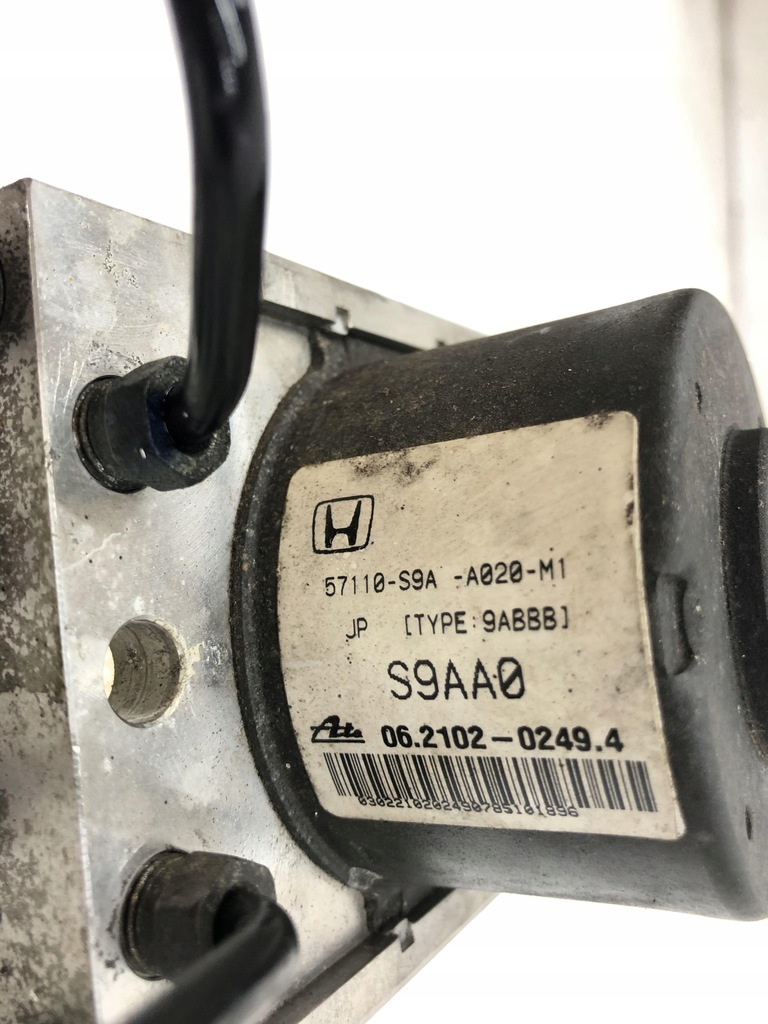 57110-S9A -A020-M1
JP [TYPE:9ABBB]
S9AA0
Ate 06.2102-0249.4